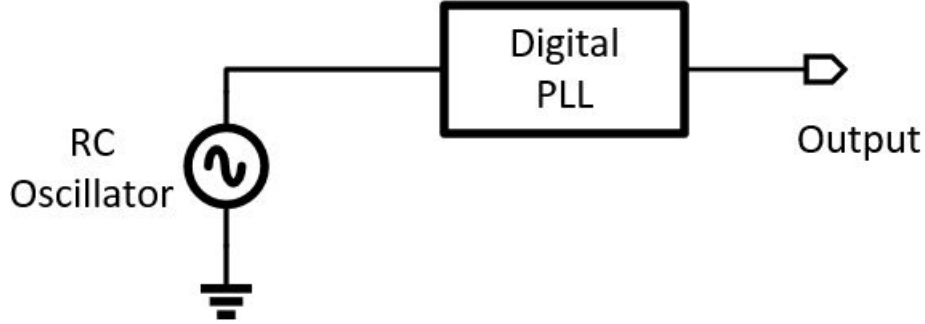 Digital
PLL
RC
Oscillator
Output